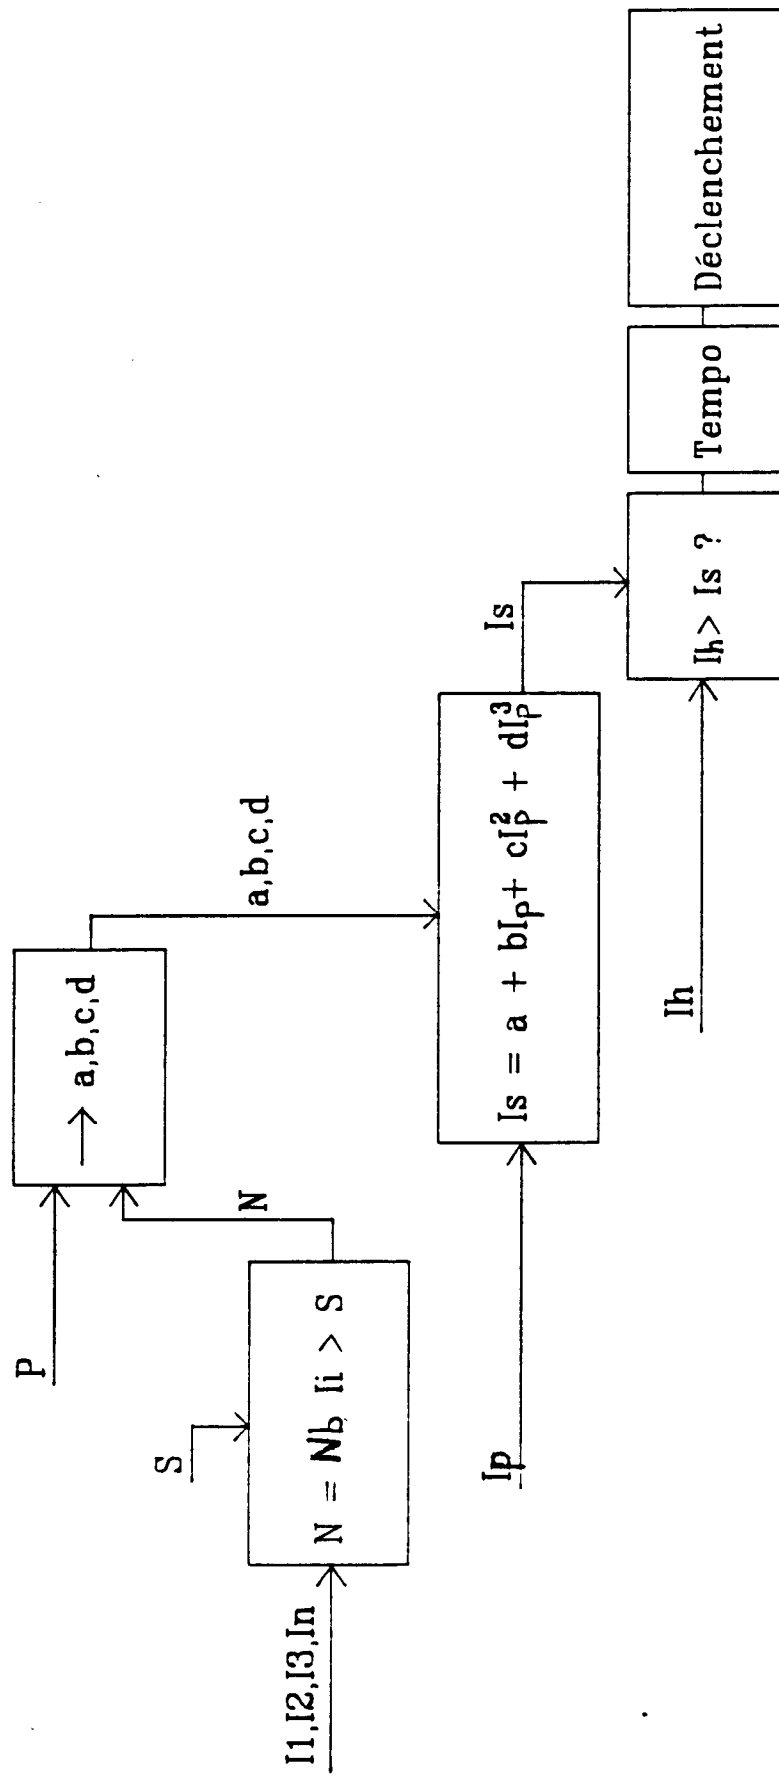 P
→ a,b,c,d
S
N
a,b,c,d
I1,I2,I3,In
N = Nb Ii > S
Ip
Is = a + bIp + cIp² + dIp³
Is
Ih
Ih > Is ?
Tempo
Déclenchement